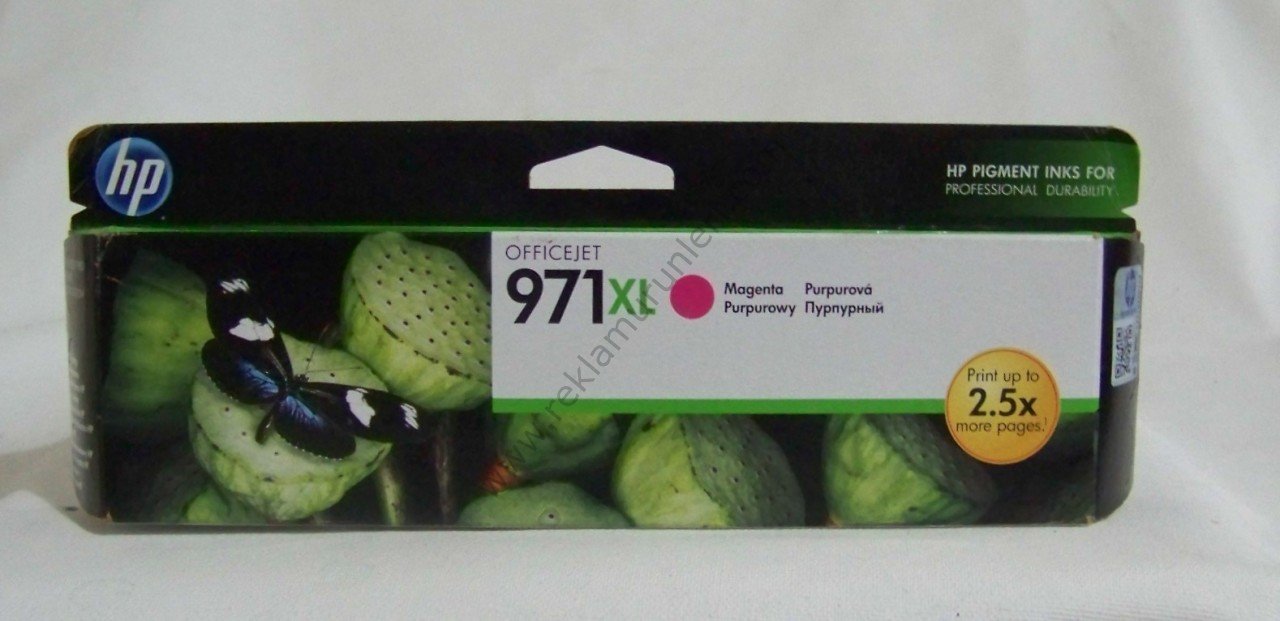 hp
HP PIGMENT INKS FOR
PROFESSIONAL DURABILITY
OFFICEJET
971XL
Magenta Purpurová
Purpurowy Пурпурный
Print up to
2.5x
more pages.¹